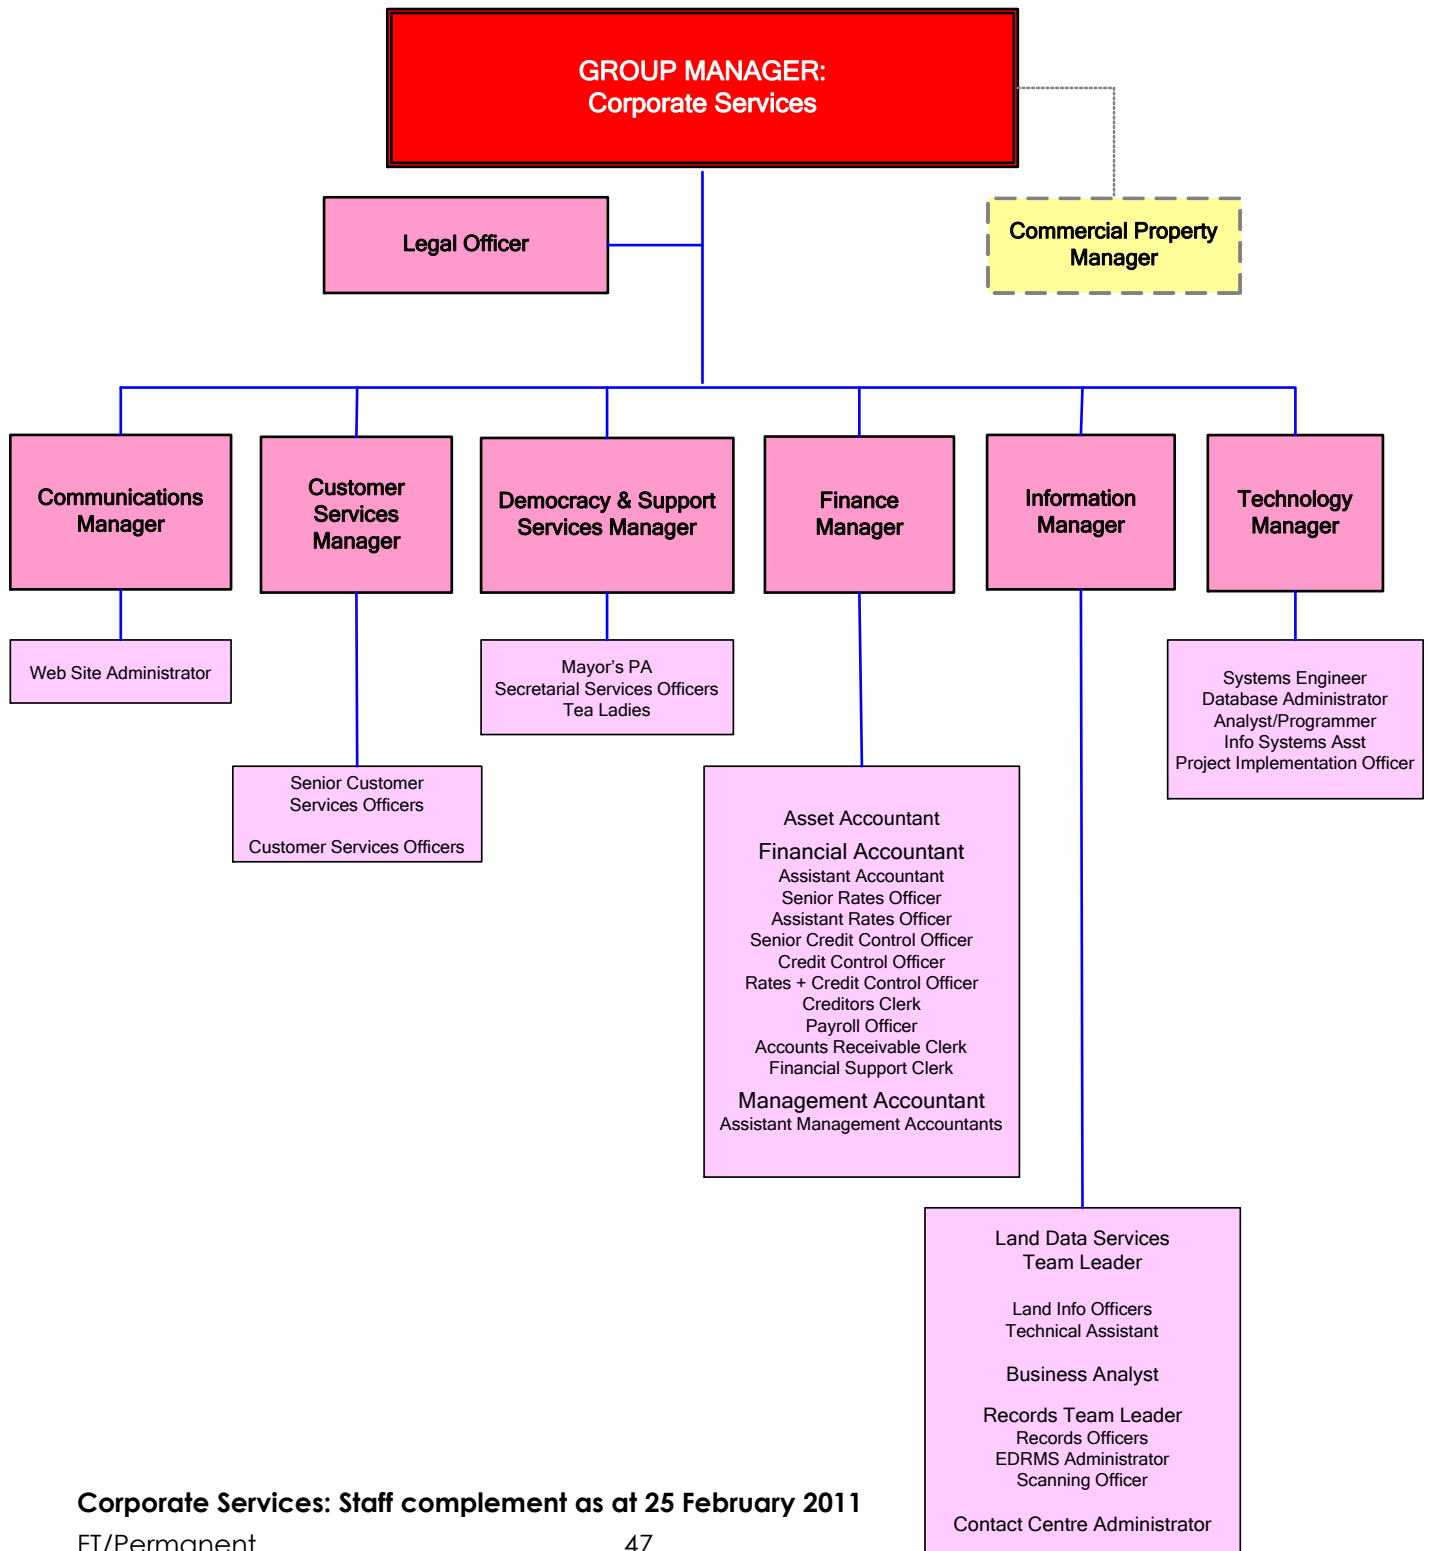 GROUP MANAGER:
Corporate Services
Legal Officer
Commercial Property
Manager
Communications
Manager
Customer
Services
Manager
Democracy & Support
Services Manager
Finance
Manager
Information
Manager
Technology
Manager
Web Site Administrator
Mayor's PA
Secretarial Services Officers
Tea Ladies
Systems Engineer
Database Administrator
Analyst/Programmer
Info Systems Asst
Project Implementation Officer
Senior Customer
Services Officers
Customer Services Officers
Asset Accountant
Financial Accountant
Assistant Accountant
Senior Rates Officer
Assistant Rates Officer
Senior Credit Control Officer
Credit Control Officer
Rates + Credit Control Officer
Creditors Clerk
Payroll Officer
Accounts Receivable Clerk
Financial Support Clerk
Management Accountant
Assistant Management Accountants
Land Data Services
Team Leader
Land Info Officers
Technical Assistant
Business Analyst
Records Team Leader
Records Officers
EDRMS Administrator
Scanning Officer
Contact Centre Administrator
Corporate Services: Staff complement as at 25 February 2011
FT/Permanent 47